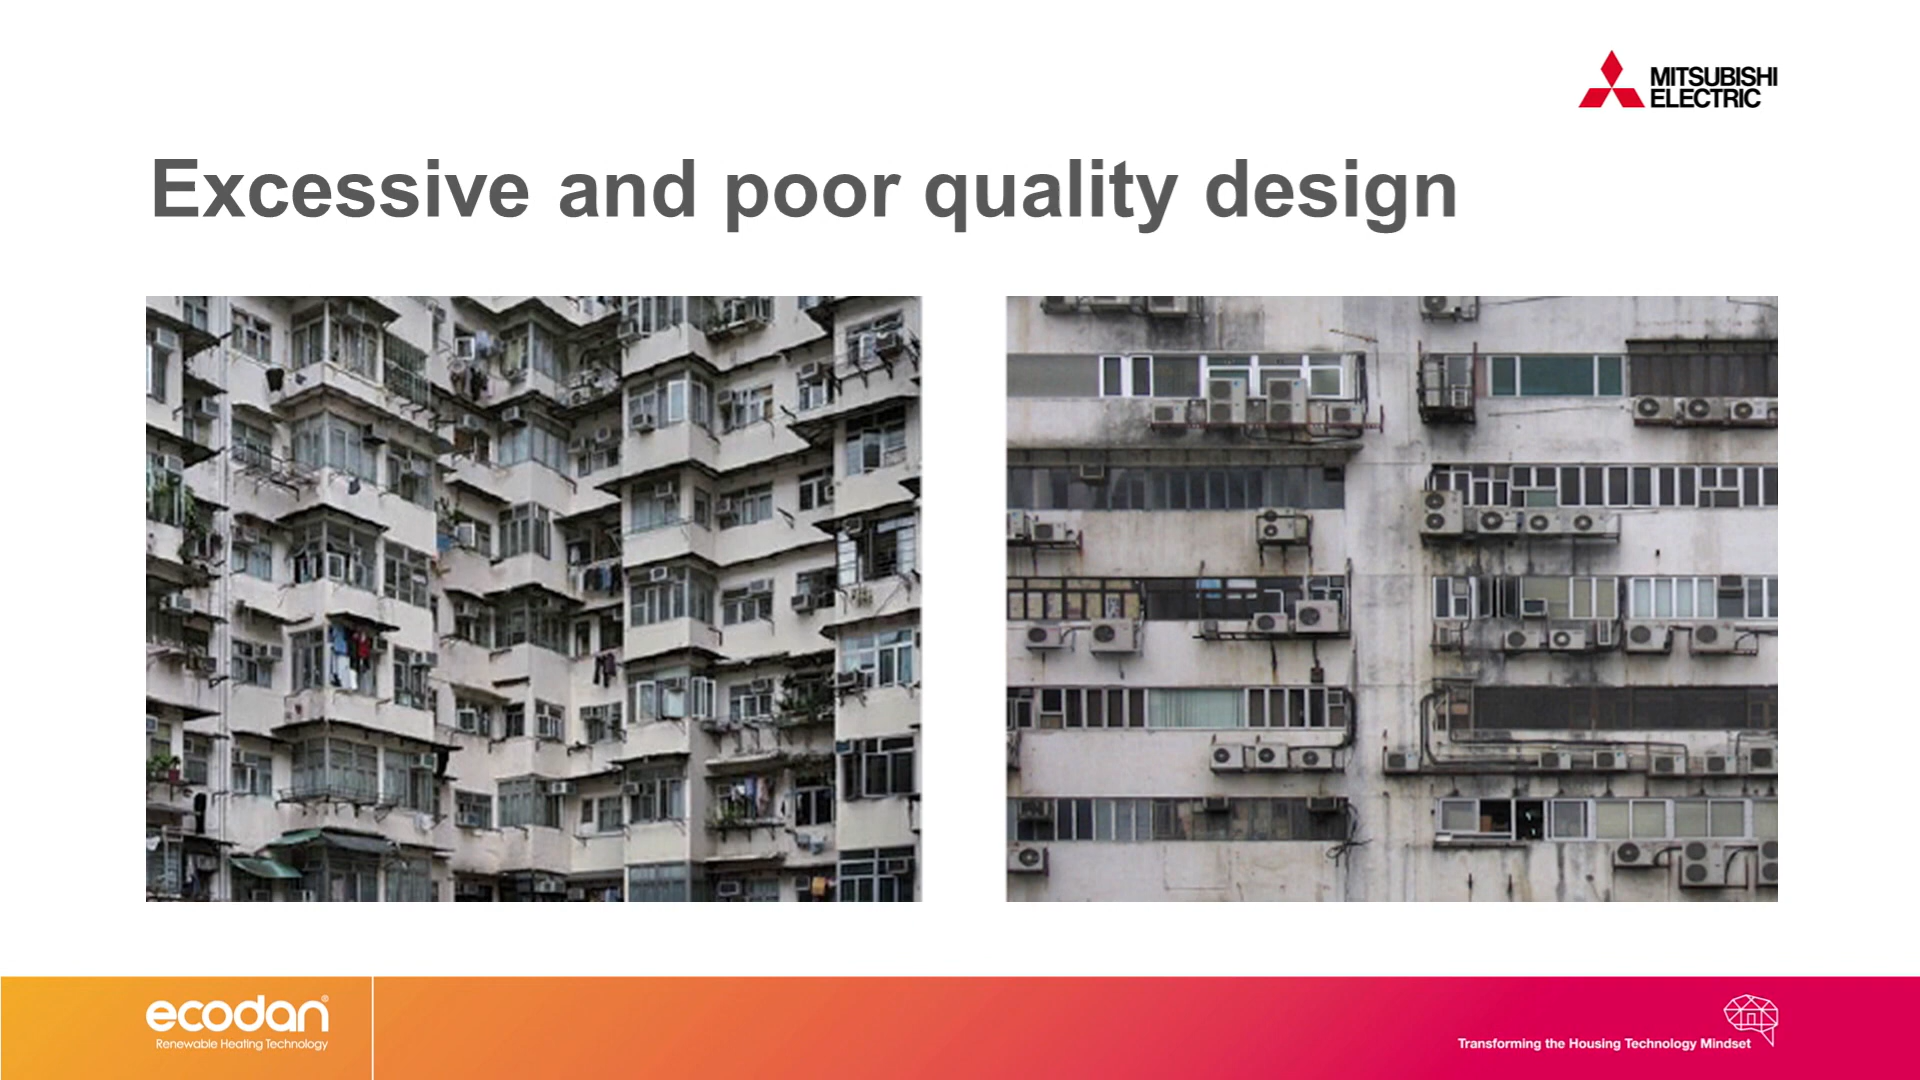 MITSUBISHI
ELECTRIC
Excessive and poor quality design
ecodan®
Renewable Heating Technology
Transforming the Housing Technology Mindset